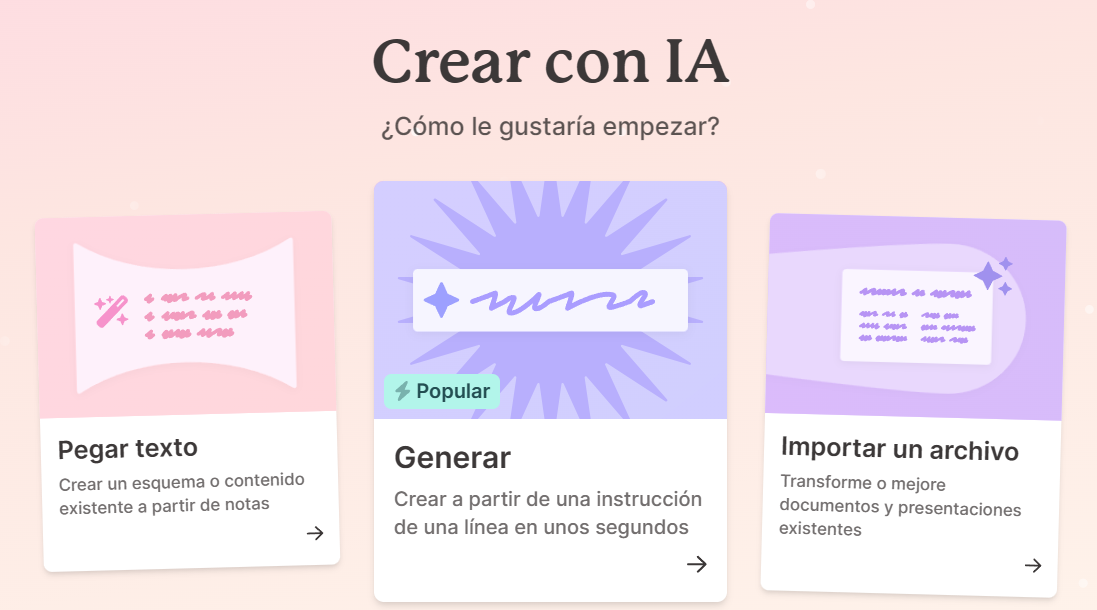 Crear con IA
¿Cómo le gustaría empezar?
Pegar texto
Crear un esquema o contenido
existente a partir de notas
Popular
Generar
Crear a partir de una instrucción
de una línea en unos segundos
Importar un archivo
Transforme o mejore
documentos y presentaciones
existentes